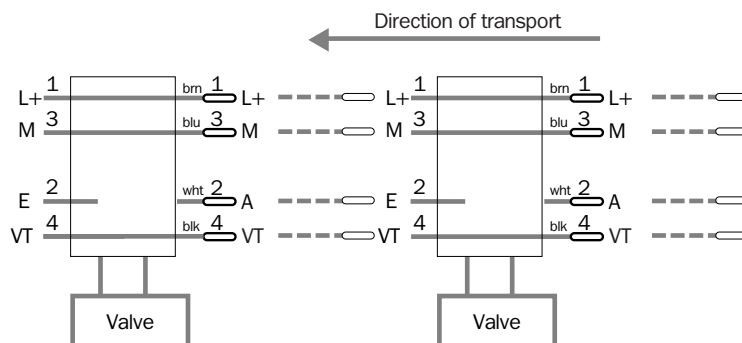 Direction of transport
L+ 1 brn 1 L+ L+ 1 brn 1 L+
M 3 blu 3 M M 3 blu 3 M
E 2 wht 2 A E 2 wht 2 A
VT 4 blk 4 VT VT 4 blk 4 VT
Valve Valve